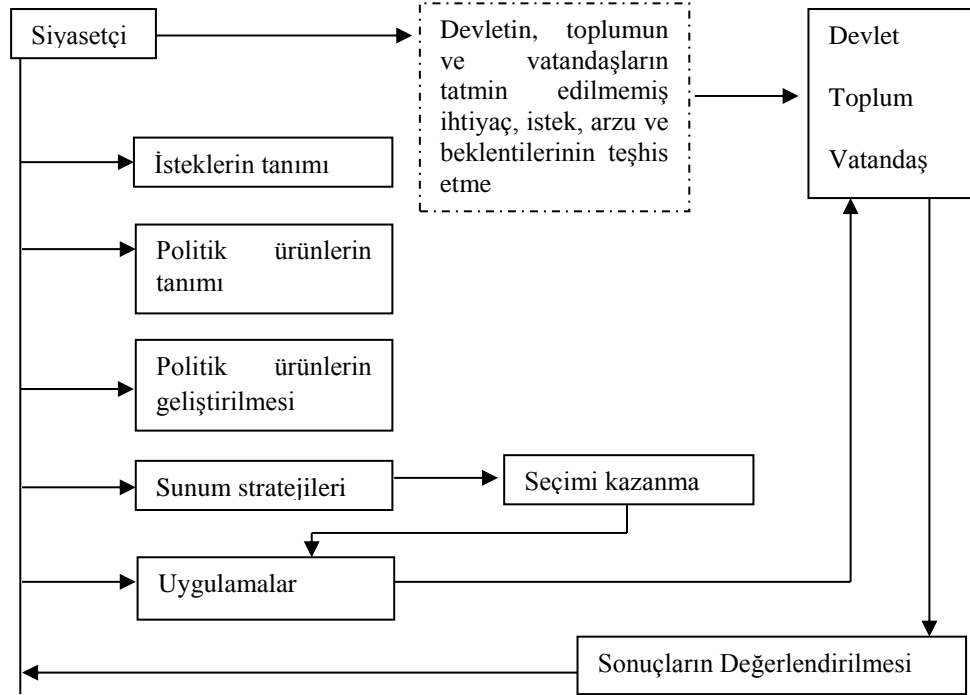 Siyasetçi
Devletin, toplumun
ve vatandaşların
tatmin edilmemiş
ihtiyaç, istek, arzu ve
beklentilerinin teşhis
etme
Devlet
Toplum
Vatandaş
İsteklerin tanımı
Politik ürünlerin
tanımı
Politik ürünlerin
geliştirilmesi
Sunum stratejileri
Seçimi kazanma
Uygulamalar
Sonuçların Değerlendirilmesi